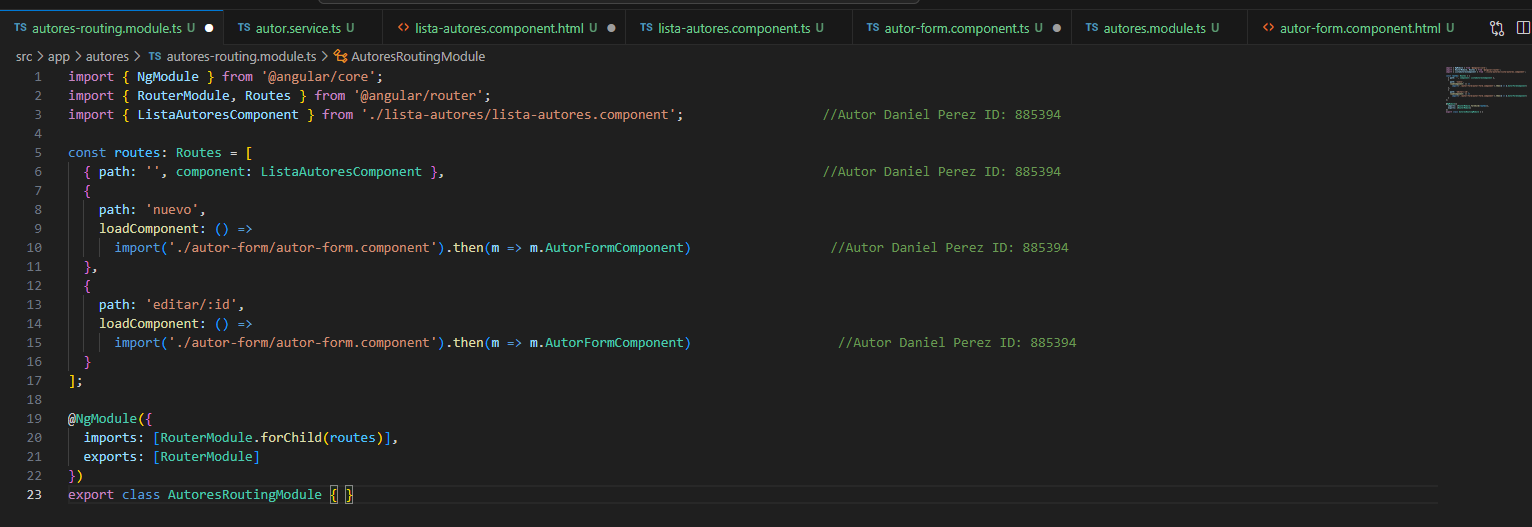 TS autores-routing.module.ts U
TS autor.service.ts U
<> lista-autores.component.html U
TS lista-autores.component.ts U
TS autor-form.component.ts U
TS autores.module.ts U
<> autor-form.component.html U
src > app > autores > TS autores-routing.module.ts > AutoresRoutingModule
1 import { NgModule } from '@angular/core';
2 import { RouterModule, Routes } from '@angular/router';
3 import { ListaAutoresComponent } from './lista-autores/lista-autores.component'; //Autor Daniel Perez ID: 885394
4
5 const routes: Routes = [
6 { path: '', component: ListaAutoresComponent }, //Autor Daniel Perez ID: 885394
7 {
8 path: 'nuevo',
9 loadComponent: () =>
10 import('./autor-form/autor-form.component').then(m => m.AutorFormComponent) //Autor Daniel Perez ID: 885394
11 },
12 {
13 path: 'editar/:id',
14 loadComponent: () =>
15 import('./autor-form/autor-form.component').then(m => m.AutorFormComponent) //Autor Daniel Perez ID: 885394
16 }
17 ];
18
19 @NgModule({
20 imports: [RouterModule.forChild(routes)],
21 exports: [RouterModule]
22 })
23 export class AutoresRoutingModule { }